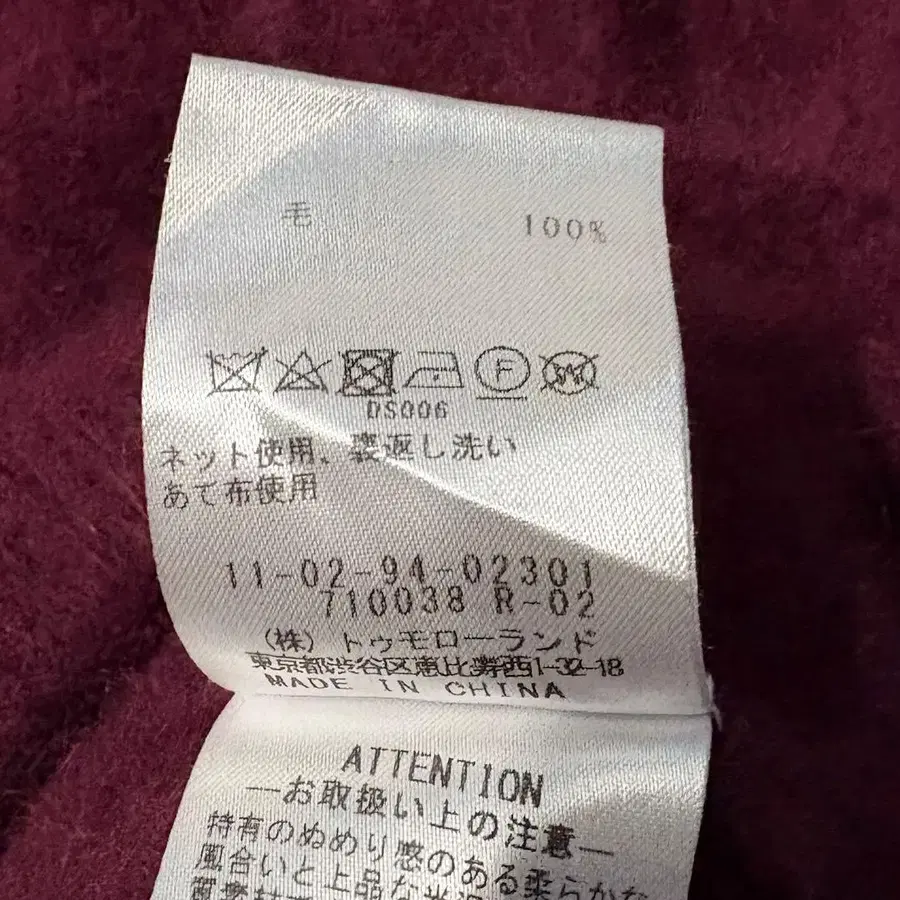 毛 100%
F W
DS006
ネット使用、裏返し洗い
あて布使用
11-02-94-02301
710038 R-02
(株) トゥモローランド
東京都渋谷区恵比寿西1-32-18
MADE IN CHINA
ATTENTION
―お取扱い上の注意―
特有のぬめり感のある柔らかな
風合いと上品な光沢